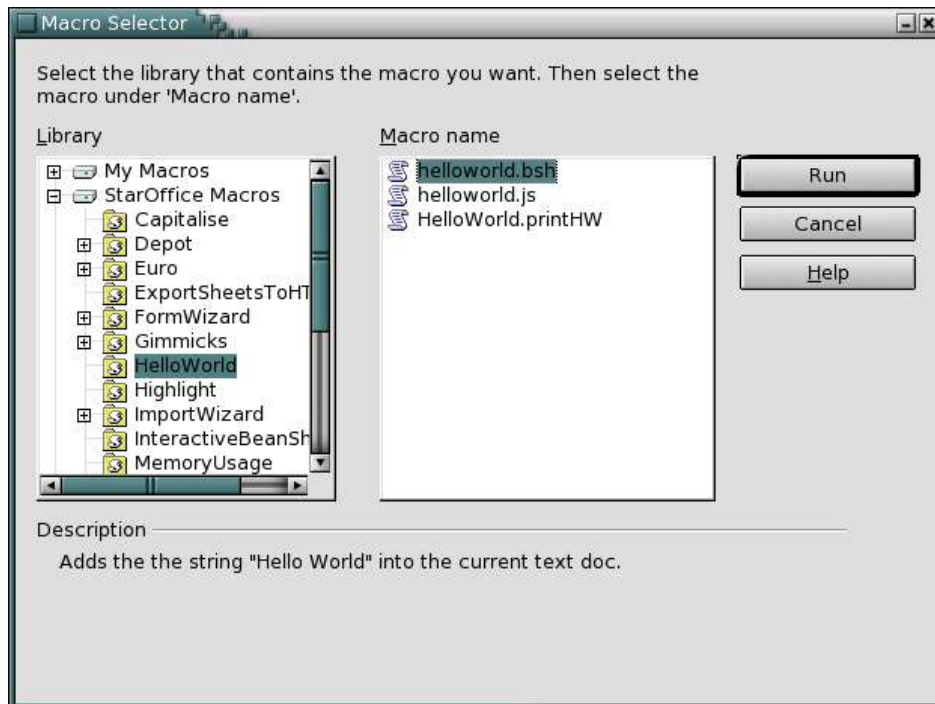 Macro Selector
Select the library that contains the macro you want. Then select the
macro under 'Macro name'.
Library
My Macros
StarOffice Macros
Capitalise
Depot
Euro
ExportSheetsToHT
FormWizard
Gimmicks
HelloWorld
Highlight
ImportWizard
InteractiveBeanSh
MemoryUsage
Macro name
helloworld.bsh
helloworld.js
HelloWorld.printHW
Run
Cancel
Help
Description
Adds the the string "Hello World" into the current text doc.